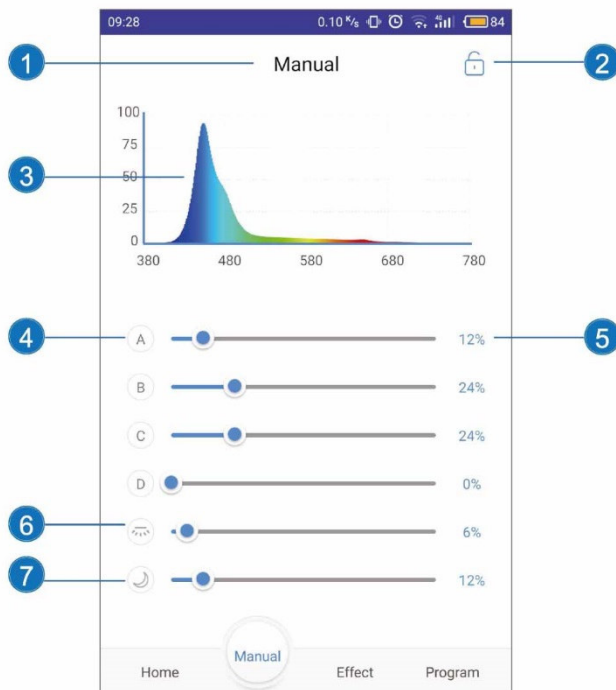 09:28 0.10 K/s 4G 84
1 Manual 2
100
75
3 50
25
0
380 480 580 680 780
4 A 12% 5
B 24%
C 24%
D 0%
6 6%
7 12%
Home Manual Effect Program